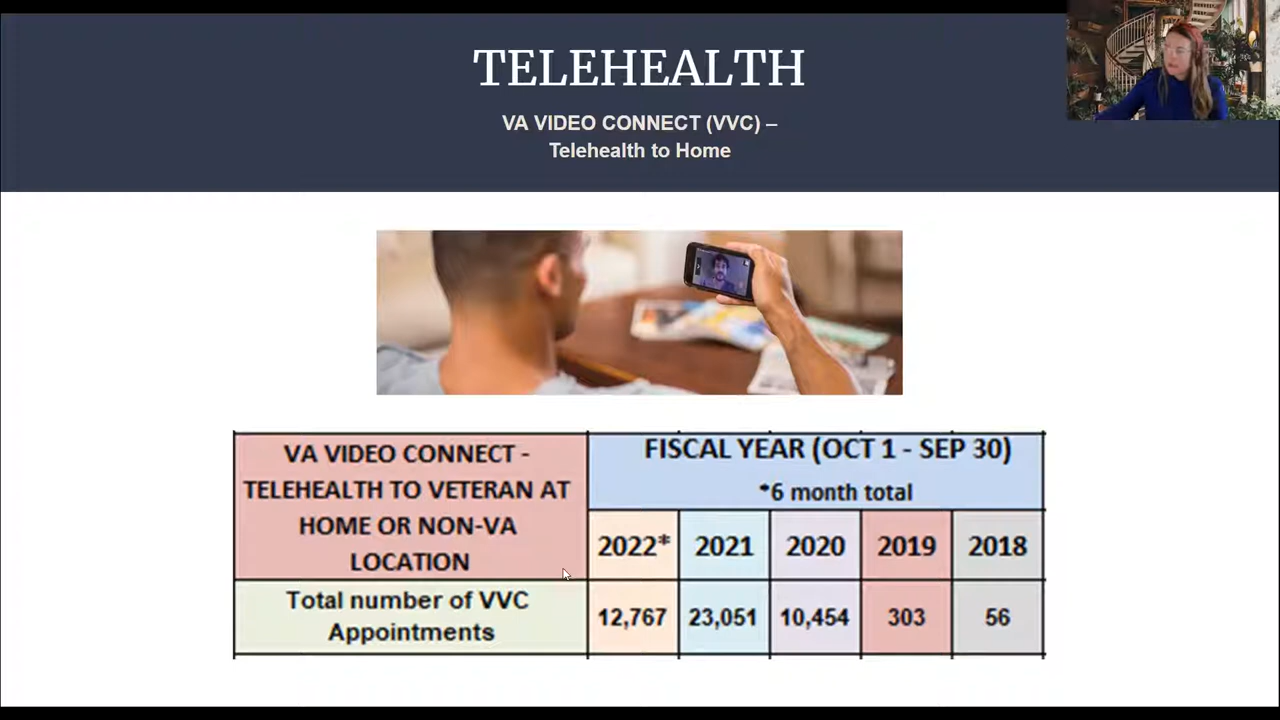 TELEHEALTH
VA VIDEO CONNECT (VVC) –
Telehealth to Home
VA VIDEO CONNECT -
TELEHEALTH TO VETERAN AT
HOME OR NON-VA
LOCATION
FISCAL YEAR (OCT 1 - SEP 30)
*6 month total
2022* 2021 2020 2019 2018
Total number of VVC
Appointments
12,767 23,051 10,454 303 56